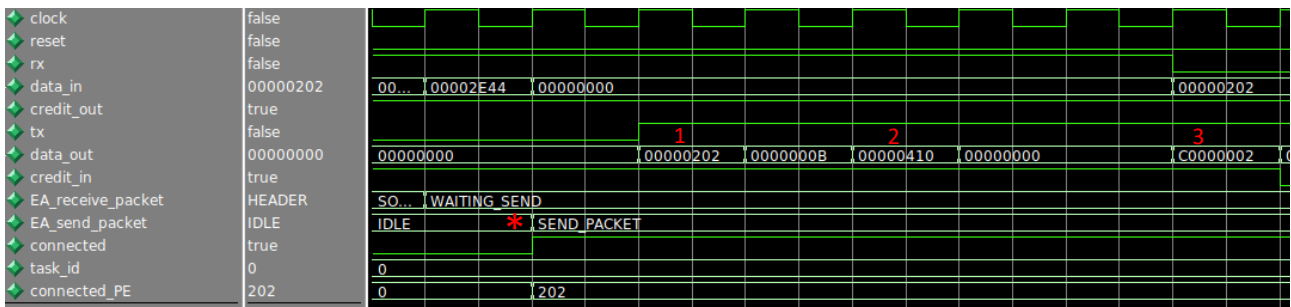 clock false
reset false
rx false
data_in 00000202 00... 00002E44 00000000 00000202
credit_out true
tx false
1 2 3
data_out 00000000 00000000 00000202 0000000B 00000410 00000000 C0000002 0
credit_in true
EA_receive_packet HEADER SO... WAITING_SEND
EA_send_packet IDLE IDLE * SEND_PACKET
connected true
task_id 0 0
connected_PE 202 0 202